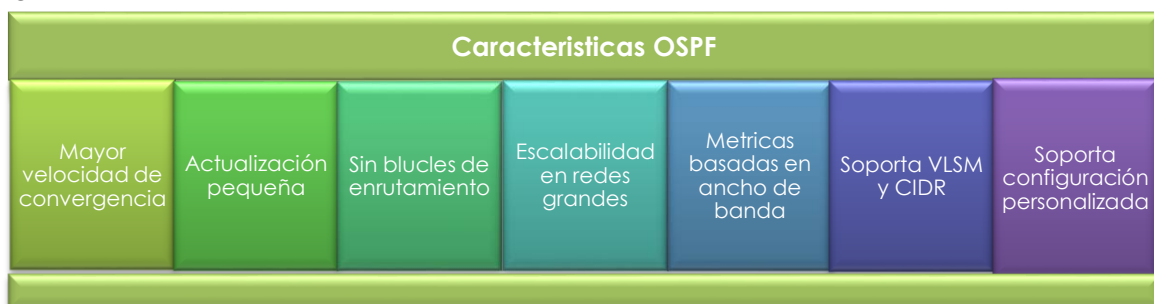 Caracteristicas OSPF
Mayor
velocidad de
convergencia
Actualización
pequeña
Sin blucles de
enrutamiento
Escalabilidad
en redes
grandes
Metricas
basadas en
ancho de
banda
Soporta VLSM
y CIDR
Soporta
configuración
personalizada